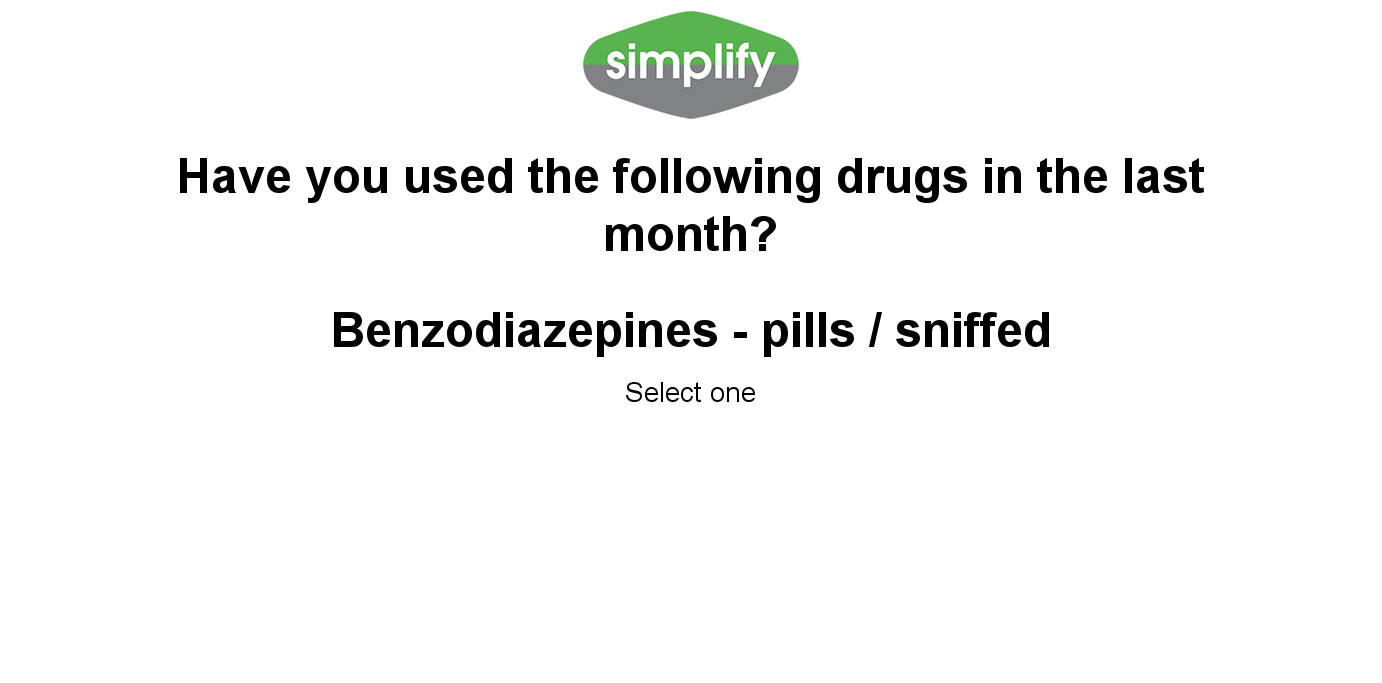 simplify
Have you used the following drugs in the last
month?
Benzodiazepines - pills / sniffed
Select one